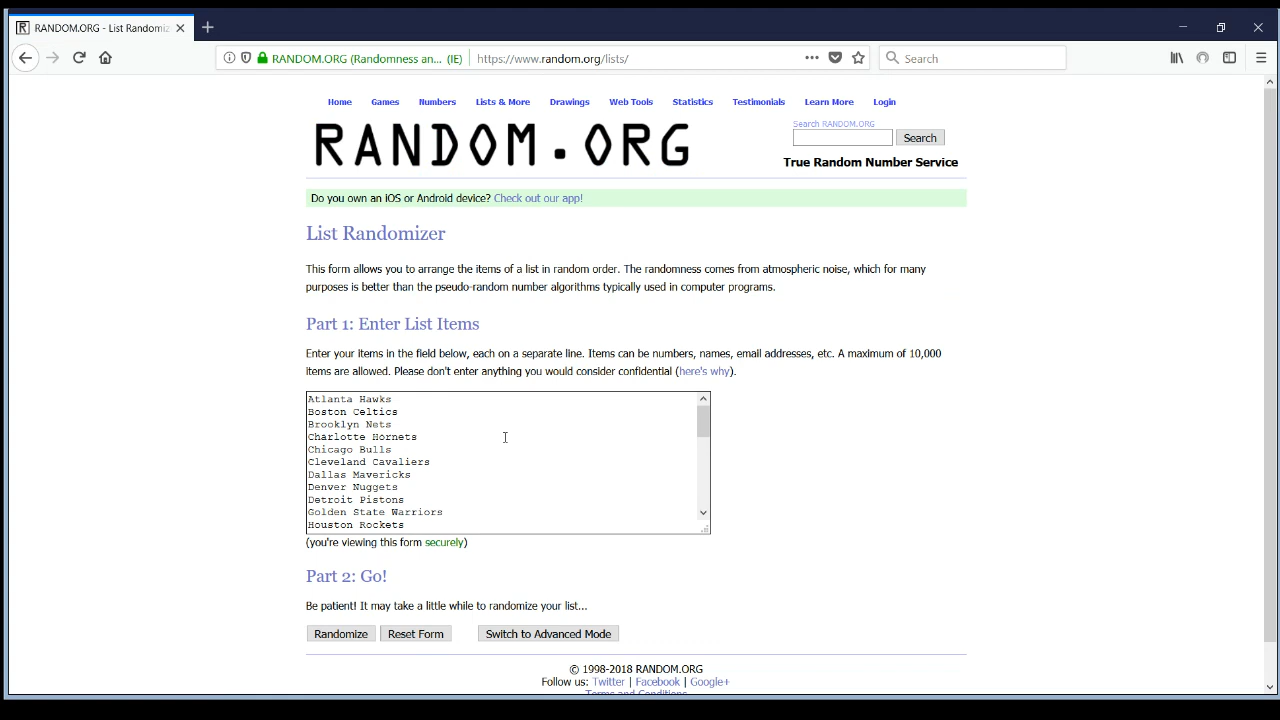 RANDOM.ORG - List Randomize
RANDOM.ORG (Randomness an... (IE)
https://www.random.org/lists/
Search
Home Games Numbers Lists & More Drawings Web Tools Statistics Testimonials Learn More Login
RANDOM.ORG
Search RANDOM.ORG
Search
True Random Number Service
Do you own an iOS or Android device? Check out our app!
List Randomizer
This form allows you to arrange the items of a list in random order. The randomness comes from atmospheric noise, which for many
purposes is better than the pseudo-random number algorithms typically used in computer programs.
Part 1: Enter List Items
Enter your items in the field below, each on a separate line. Items can be numbers, names, email addresses, etc. A maximum of 10,000
items are allowed. Please don't enter anything you would consider confidential (here's why).
Atlanta Hawks
Boston Celtics
Brooklyn Nets
Charlotte Hornets
Chicago Bulls
Cleveland Cavaliers
Dallas Mavericks
Denver Nuggets
Detroit Pistons
Golden State Warriors
Houston Rockets
(you're viewing this form securely)
Part 2: Go!
Be patient! It may take a little while to randomize your list...
Randomize Reset Form Switch to Advanced Mode
© 1998-2018 RANDOM.ORG
Follow us: Twitter | Facebook | Google+
Terms and Conditions